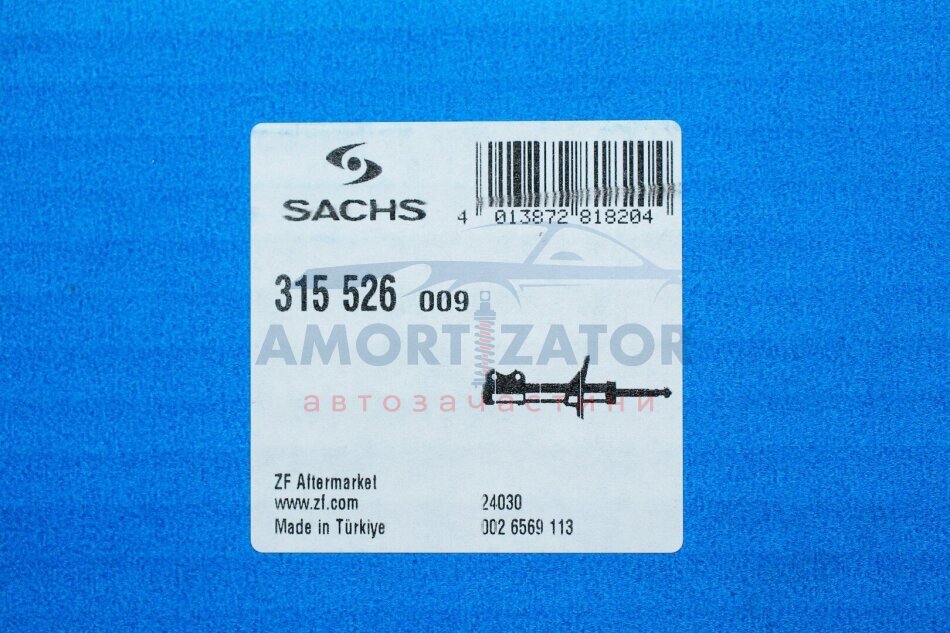 SACHS
4 013872 818204
315 526 009
AMORTIZATOR
автозачастини
ZF Aftermarket
www.zf.com 24030
Made in Türkiye 002 6569 113